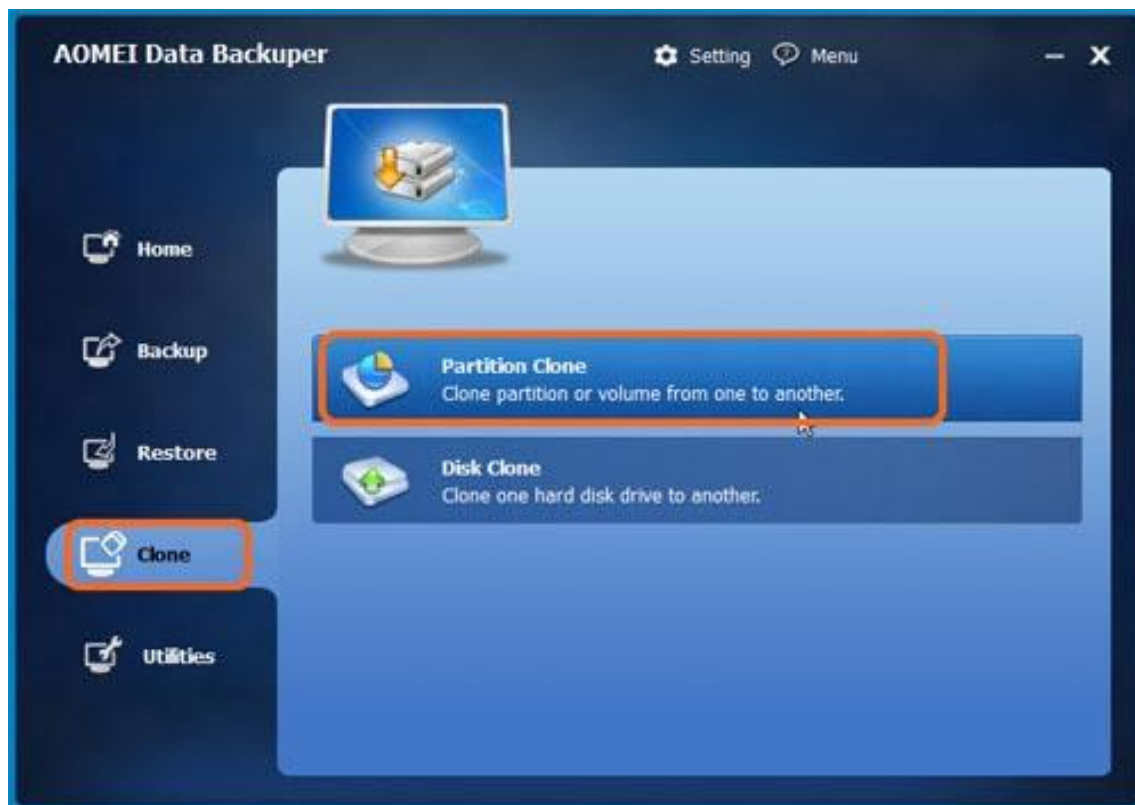 AOMEI Data Backuper
Setting
Menu
Home
Backup
Restore
Clone
Utilities
Partition Clone
Clone partition or volume from one to another.
Disk Clone
Clone one hard disk drive to another.